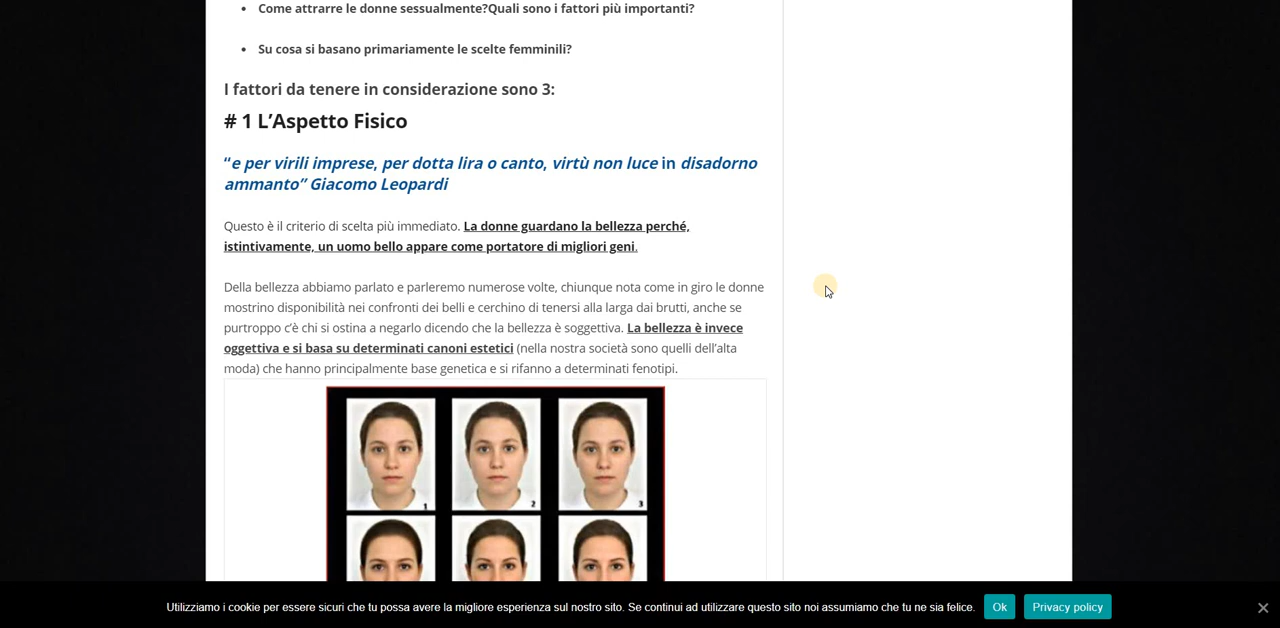 Come attrarre le donne sessualmente?Quali sono i fattori più importanti?
Su cosa si basano primariamente le scelte femminili?
I fattori da tenere in considerazione sono 3:
# 1 L’Aspetto Fisico
“e per virili imprese, per dotta lira o canto, virtù non luce in disadorno
ammanto” Giacomo Leopardi
Questo è il criterio di scelta più immediato. La donne guardano la bellezza perché,
istintivamente, un uomo bello appare come portatore di migliori geni.
Della bellezza abbiamo parlato e parleremo numerose volte, chiunque nota come in giro le donne
mostrino disponibilità nei confronti dei belli e cerchino di tenersi alla larga dai brutti, anche se
purtroppo c’è chi si ostina a negarlo dicendo che la bellezza è soggettiva. La bellezza è invece
oggettiva e si basa su determinati canoni estetici (nella nostra società sono quelli dell’alta
moda) che hanno principalmente base genetica e si rifanno a determinati fenotipi.
1 2 3
Utilizziamo i cookie per essere sicuri che tu possa avere la migliore esperienza sul nostro sito. Se continui ad utilizzare questo sito noi assumiamo che tu ne sia felice. Ok Privacy policy